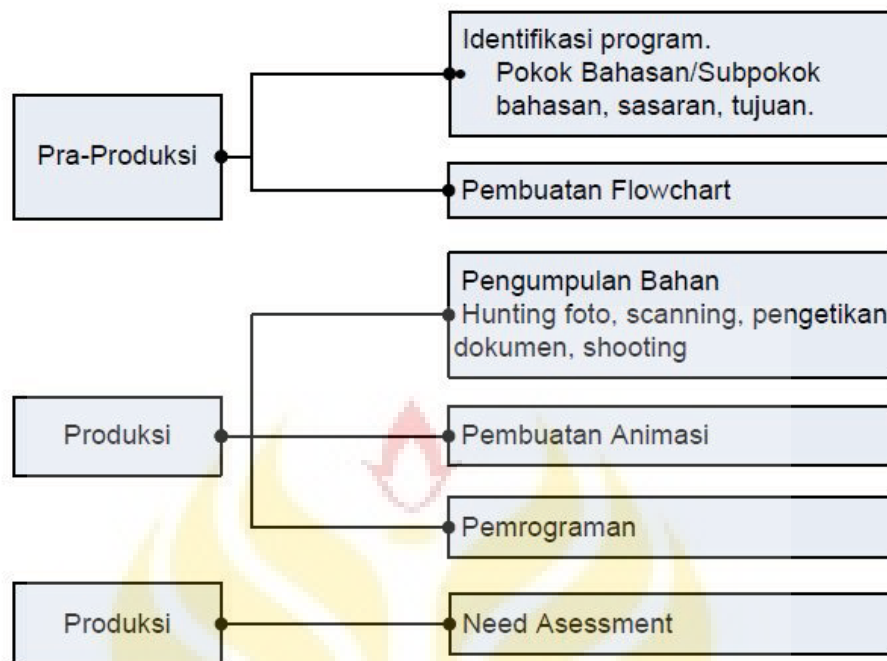 Pra-Produksi
Identifikasi program.
Pokok Bahasan/Subpokok
bahasan, sasaran, tujuan.
Pembuatan Flowchart
Produksi
Pengumpulan Bahan
Hunting foto, scanning, pengetikan
dokumen, shooting
Pembuatan Animasi
Pemrograman
Produksi
Need Asessment